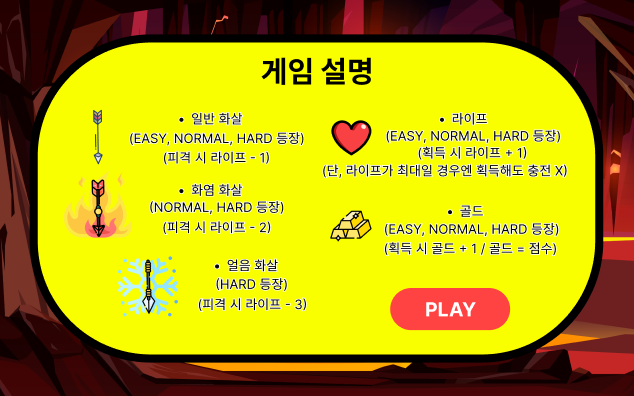 게임 설명
• 일반 화살
(EASY, NORMAL, HARD 등장)
(피격 시 라이프 - 1)
• 화염 화살
(NORMAL, HARD 등장)
(피격 시 라이프 - 2)
• 얼음 화살
(HARD 등장)
(피격 시 라이프 - 3)
• 라이프
(EASY, NORMAL, HARD 등장)
(획득 시 라이프 + 1)
(단, 라이프가 최대일 경우엔 획득해도 충전 X)
• 골드
(EASY, NORMAL, HARD 등장)
(획득 시 골드 + 1 / 골드 = 점수)
PLAY